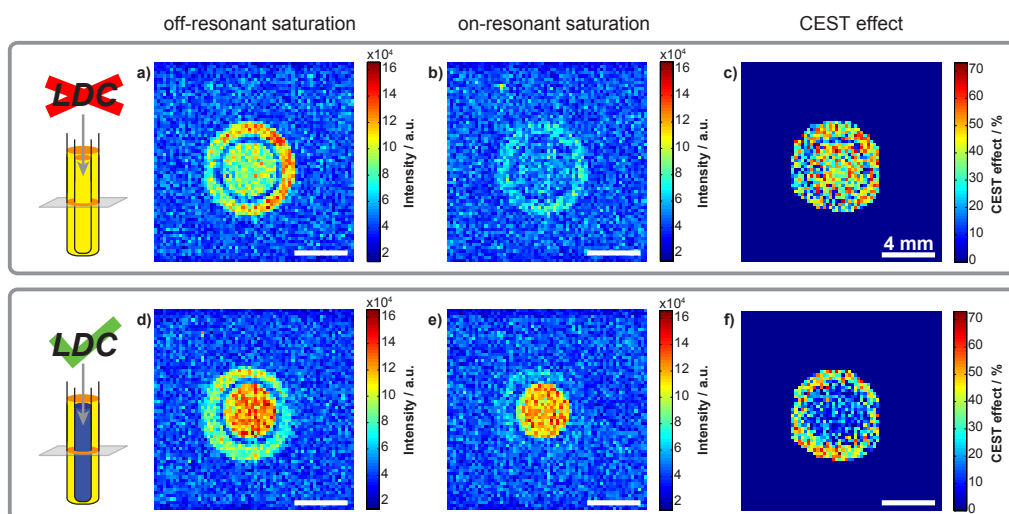 off-resonant saturation
on-resonant saturation
CEST effect
LDC
a)
x10⁴
16
14
12
10
8
6
4
2
Intensity / a.u.
b)
x10⁴
16
14
12
10
8
6
4
2
Intensity / a.u.
c)
4 mm
70
60
50
40
30
20
10
0
CEST effect / %
LDC
d)
x10⁴
16
14
12
10
8
6
4
2
Intensity / a.u.
e)
x10⁴
16
14
12
10
8
6
4
2
Intensity / a.u.
f)
70
60
50
40
30
20
10
0
CEST effect / %